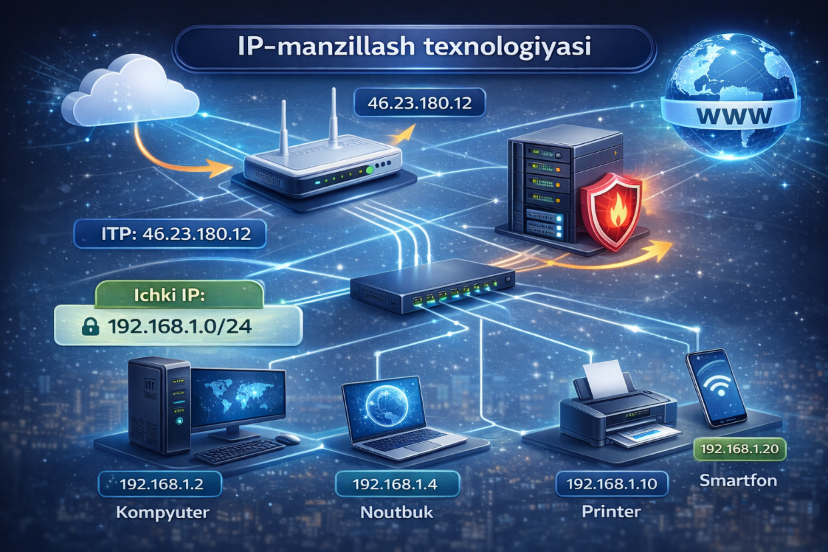 IP-manzillash texnologiyasi
46.23.180.12
WWW
ITP: 46.23.180.12
Ichki IP:
192.168.1.0/24
192.168.1.2
Kompyuter
192.168.1.4
Noutbuk
192.168.1.10
Printer
192.168.1.20
Smartfon